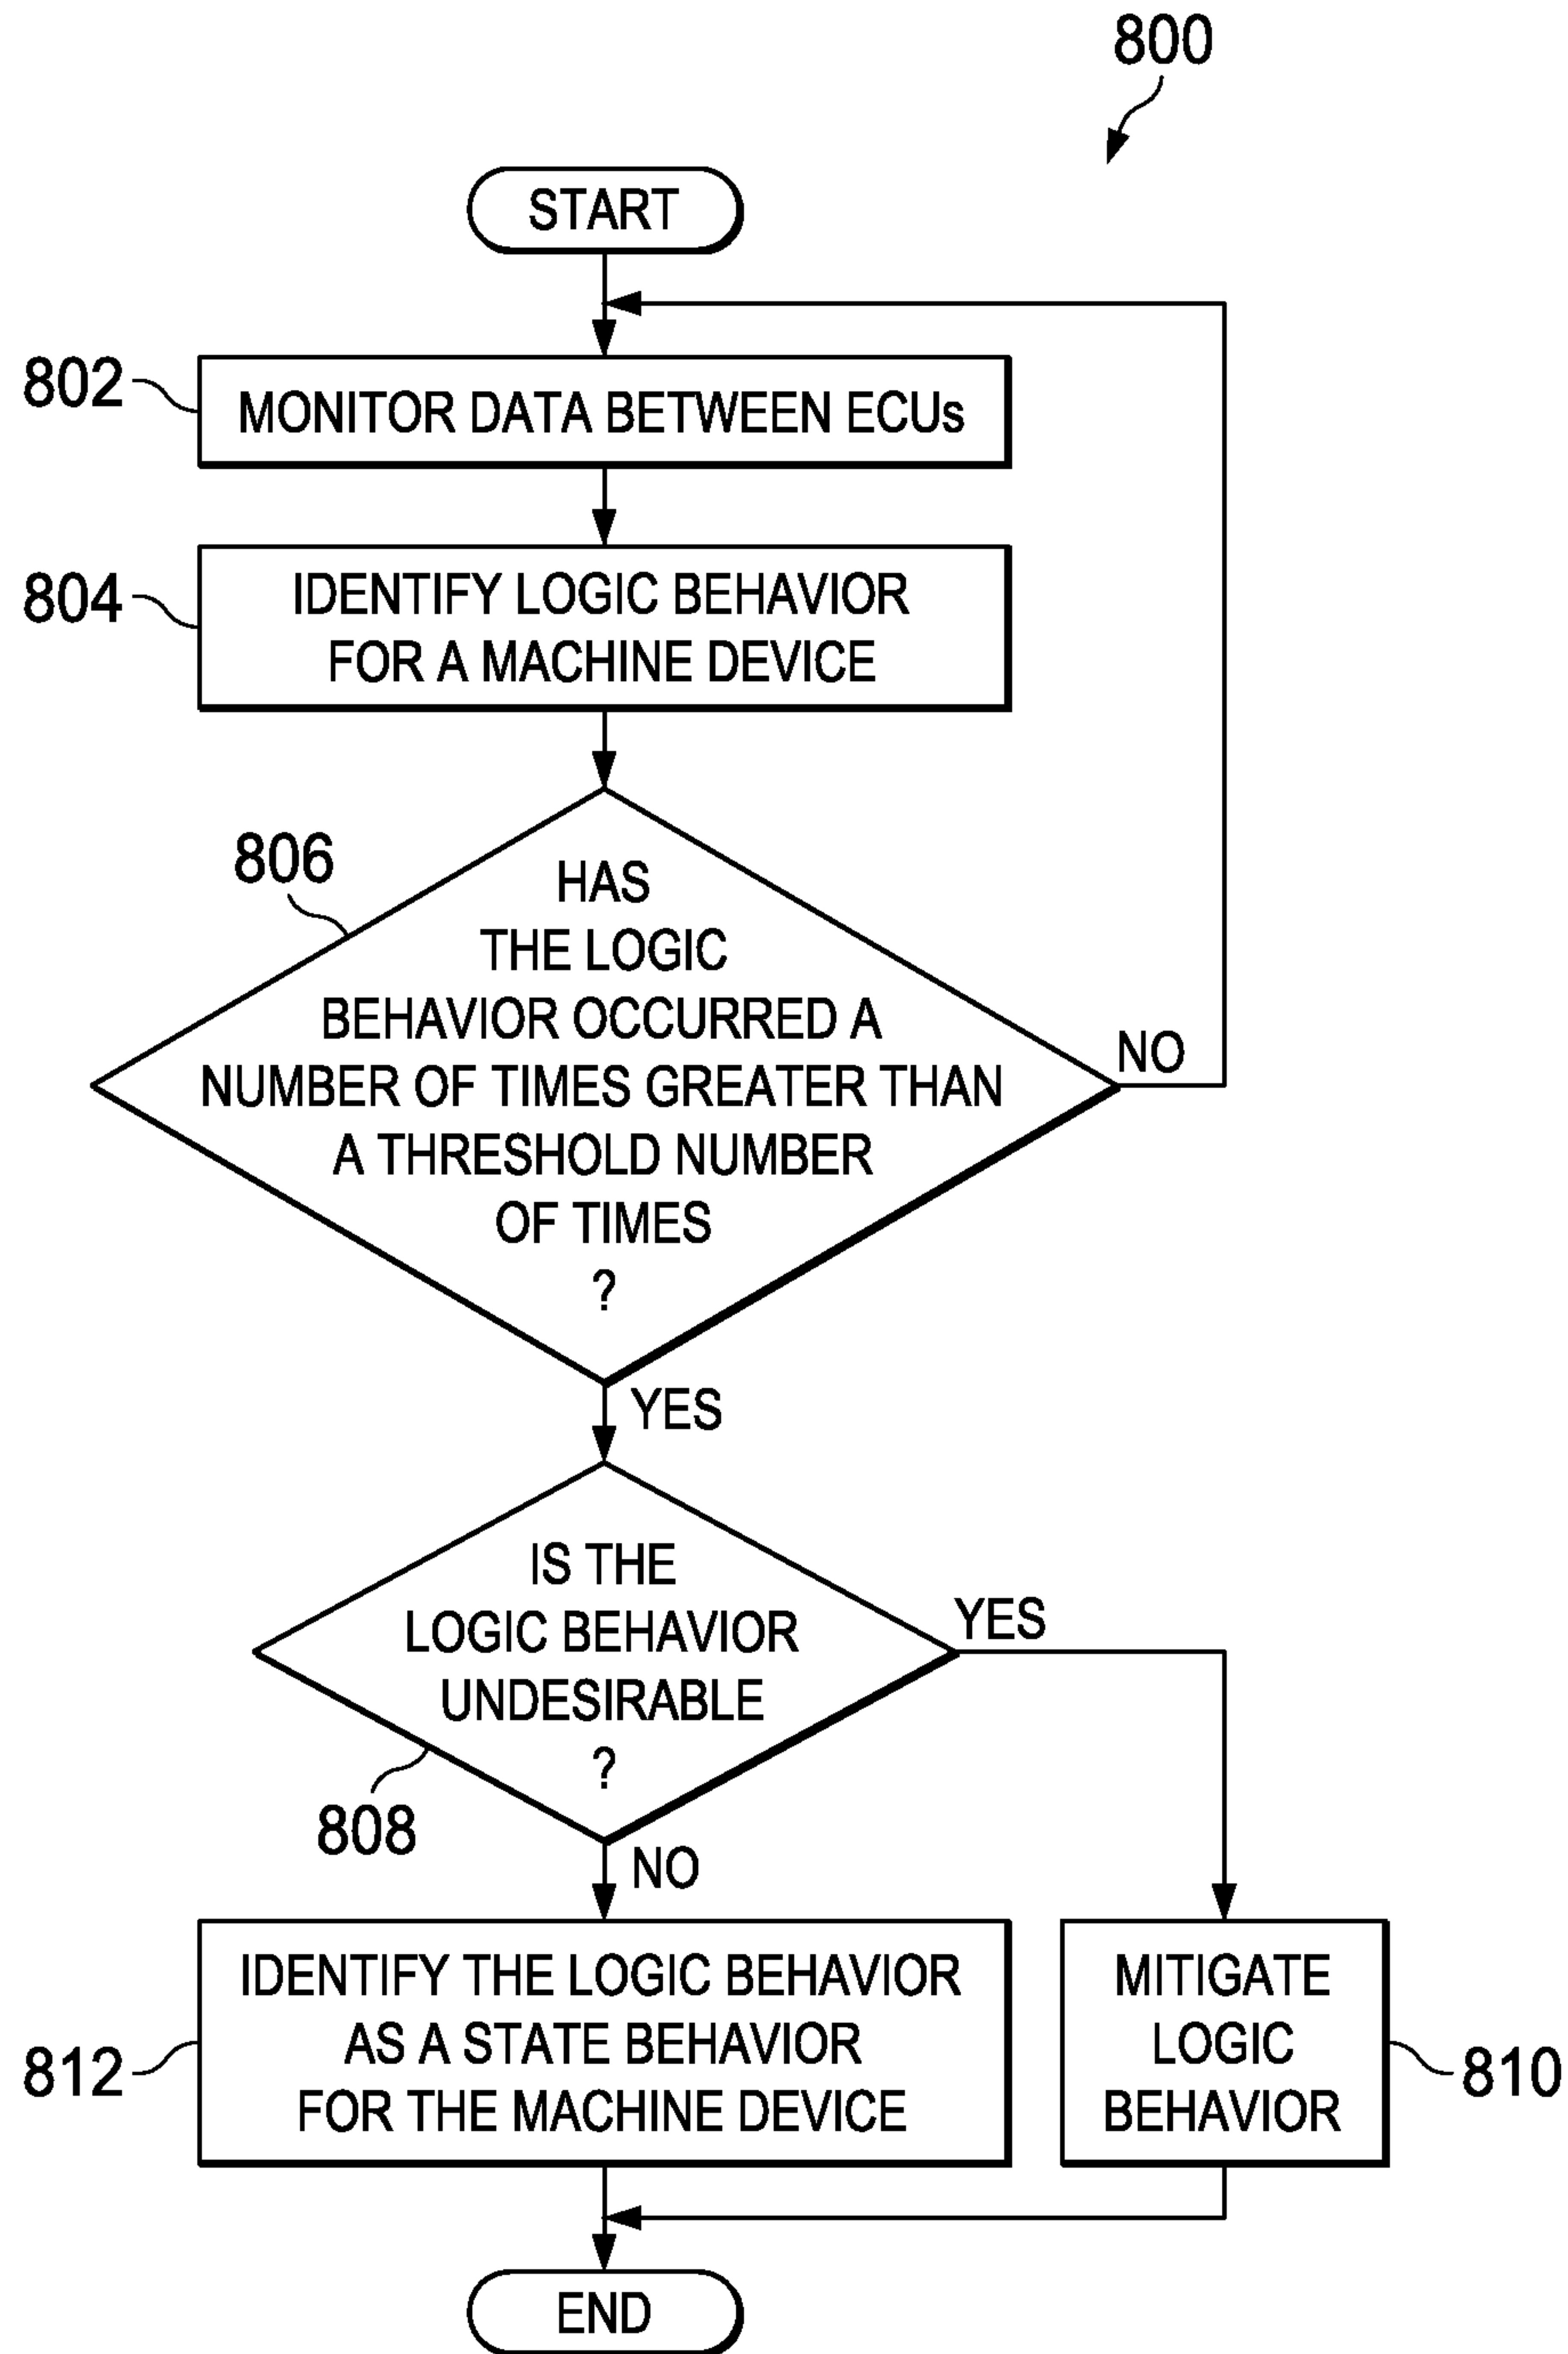 800
START
802
MONITOR DATA BETWEEN ECUs
804
IDENTIFY LOGIC BEHAVIOR
FOR A MACHINE DEVICE
806
HAS
THE LOGIC
BEHAVIOR OCCURRED A
NUMBER OF TIMES GREATER THAN
A THRESHOLD NUMBER
OF TIMES
?
NO
YES
IS THE
LOGIC BEHAVIOR
UNDESIRABLE
?
YES
808
NO
812
IDENTIFY THE LOGIC BEHAVIOR
AS A STATE BEHAVIOR
FOR THE MACHINE DEVICE
MITIGATE
LOGIC
BEHAVIOR
810
END